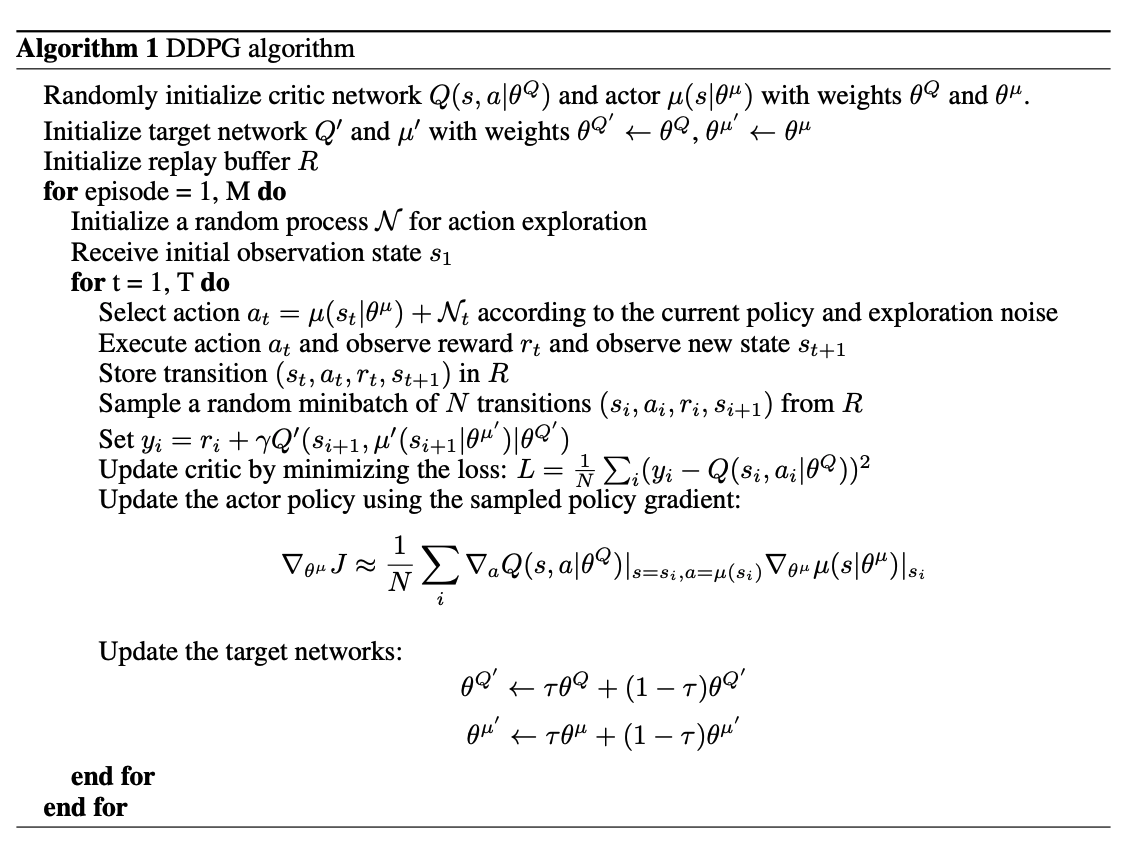 Algorithm 1 DDPG algorithm
Randomly initialize critic network $Q(s, a|\theta^Q)$ and actor $\mu(s|\theta^\mu)$ with weights $\theta^Q$ and $\theta^\mu$.
Initialize target network $Q'$ and $\mu'$ with weights $\theta^{Q'} \leftarrow \theta^Q, \theta^{\mu'} \leftarrow \theta^\mu$
Initialize replay buffer $R$
for episode = 1, M do
Initialize a random process $\mathcal{N}$ for action exploration
Receive initial observation state $s_1$
for t = 1, T do
Select action $a_t = \mu(s_t|\theta^\mu) + \mathcal{N}_t$ according to the current policy and exploration noise
Execute action $a_t$ and observe reward $r_t$ and observe new state $s_{t+1}$
Store transition $(s_t, a_t, r_t, s_{t+1})$ in $R$
Sample a random minibatch of $N$ transitions $(s_i, a_i, r_i, s_{i+1})$ from $R$
Set $y_i = r_i + \gamma Q'(s_{i+1}, \mu'(s_{i+1}|\theta^{\mu'})|\theta^{Q'})$
Update critic by minimizing the loss: $L = \frac{1}{N} \sum_i (y_i - Q(s_i, a_i|\theta^Q))^2$
Update the actor policy using the sampled policy gradient:
$\nabla_{\theta^\mu} J \approx \frac{1}{N} \sum_i \nabla_a Q(s, a|\theta^Q)|_{s=s_i, a=\mu(s_i)} \nabla_{\theta^\mu} \mu(s|\theta^\mu)|_{s_i}$
Update the target networks:
$\theta^{Q'} \leftarrow \tau\theta^Q + (1 - \tau)\theta^{Q'}$
$\theta^{\mu'} \leftarrow \tau\theta^\mu + (1 - \tau)\theta^{\mu'}$
end for
end for